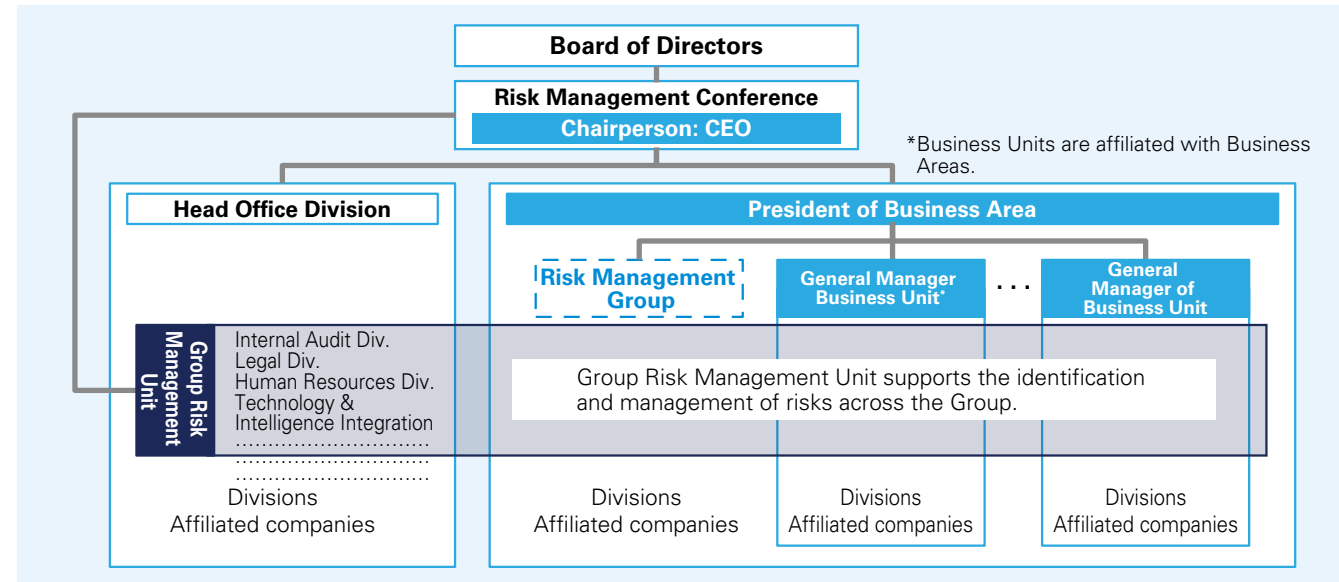 Board of Directors
Risk Management Conference
Chairperson: CEO
*Business Units are affiliated with Business
Areas.
Head Office Division
President of Business Area
Risk Management
Group
General Manager
Business Unit*
. . .
General
Manager of
Business Unit
Group Risk
Management
Unit
Internal Audit Div.
Legal Div.
Human Resources Div.
Technology &
Intelligence Integration
..............................
..............................
..............................
Group Risk Management Unit supports the identification
and management of risks across the Group.
Divisions
Affiliated companies
Divisions
Affiliated companies
Divisions
Affiliated companies
Divisions
Affiliated companies